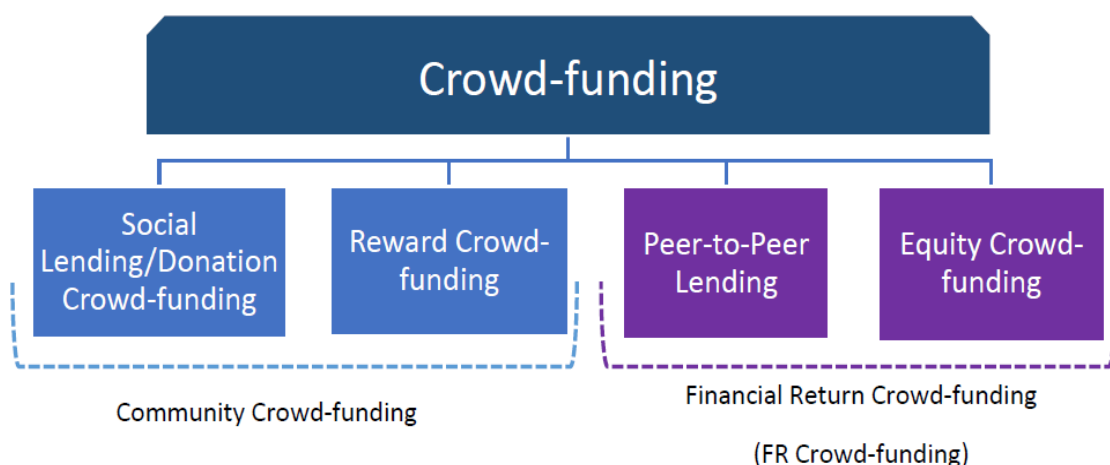 Crowd-funding
Social
Lending/Donation
Crowd-funding
Reward Crowd-
funding
Peer-to-Peer
Lending
Equity Crowd-
funding
Community Crowd-funding
Financial Return Crowd-funding
(FR Crowd-funding)